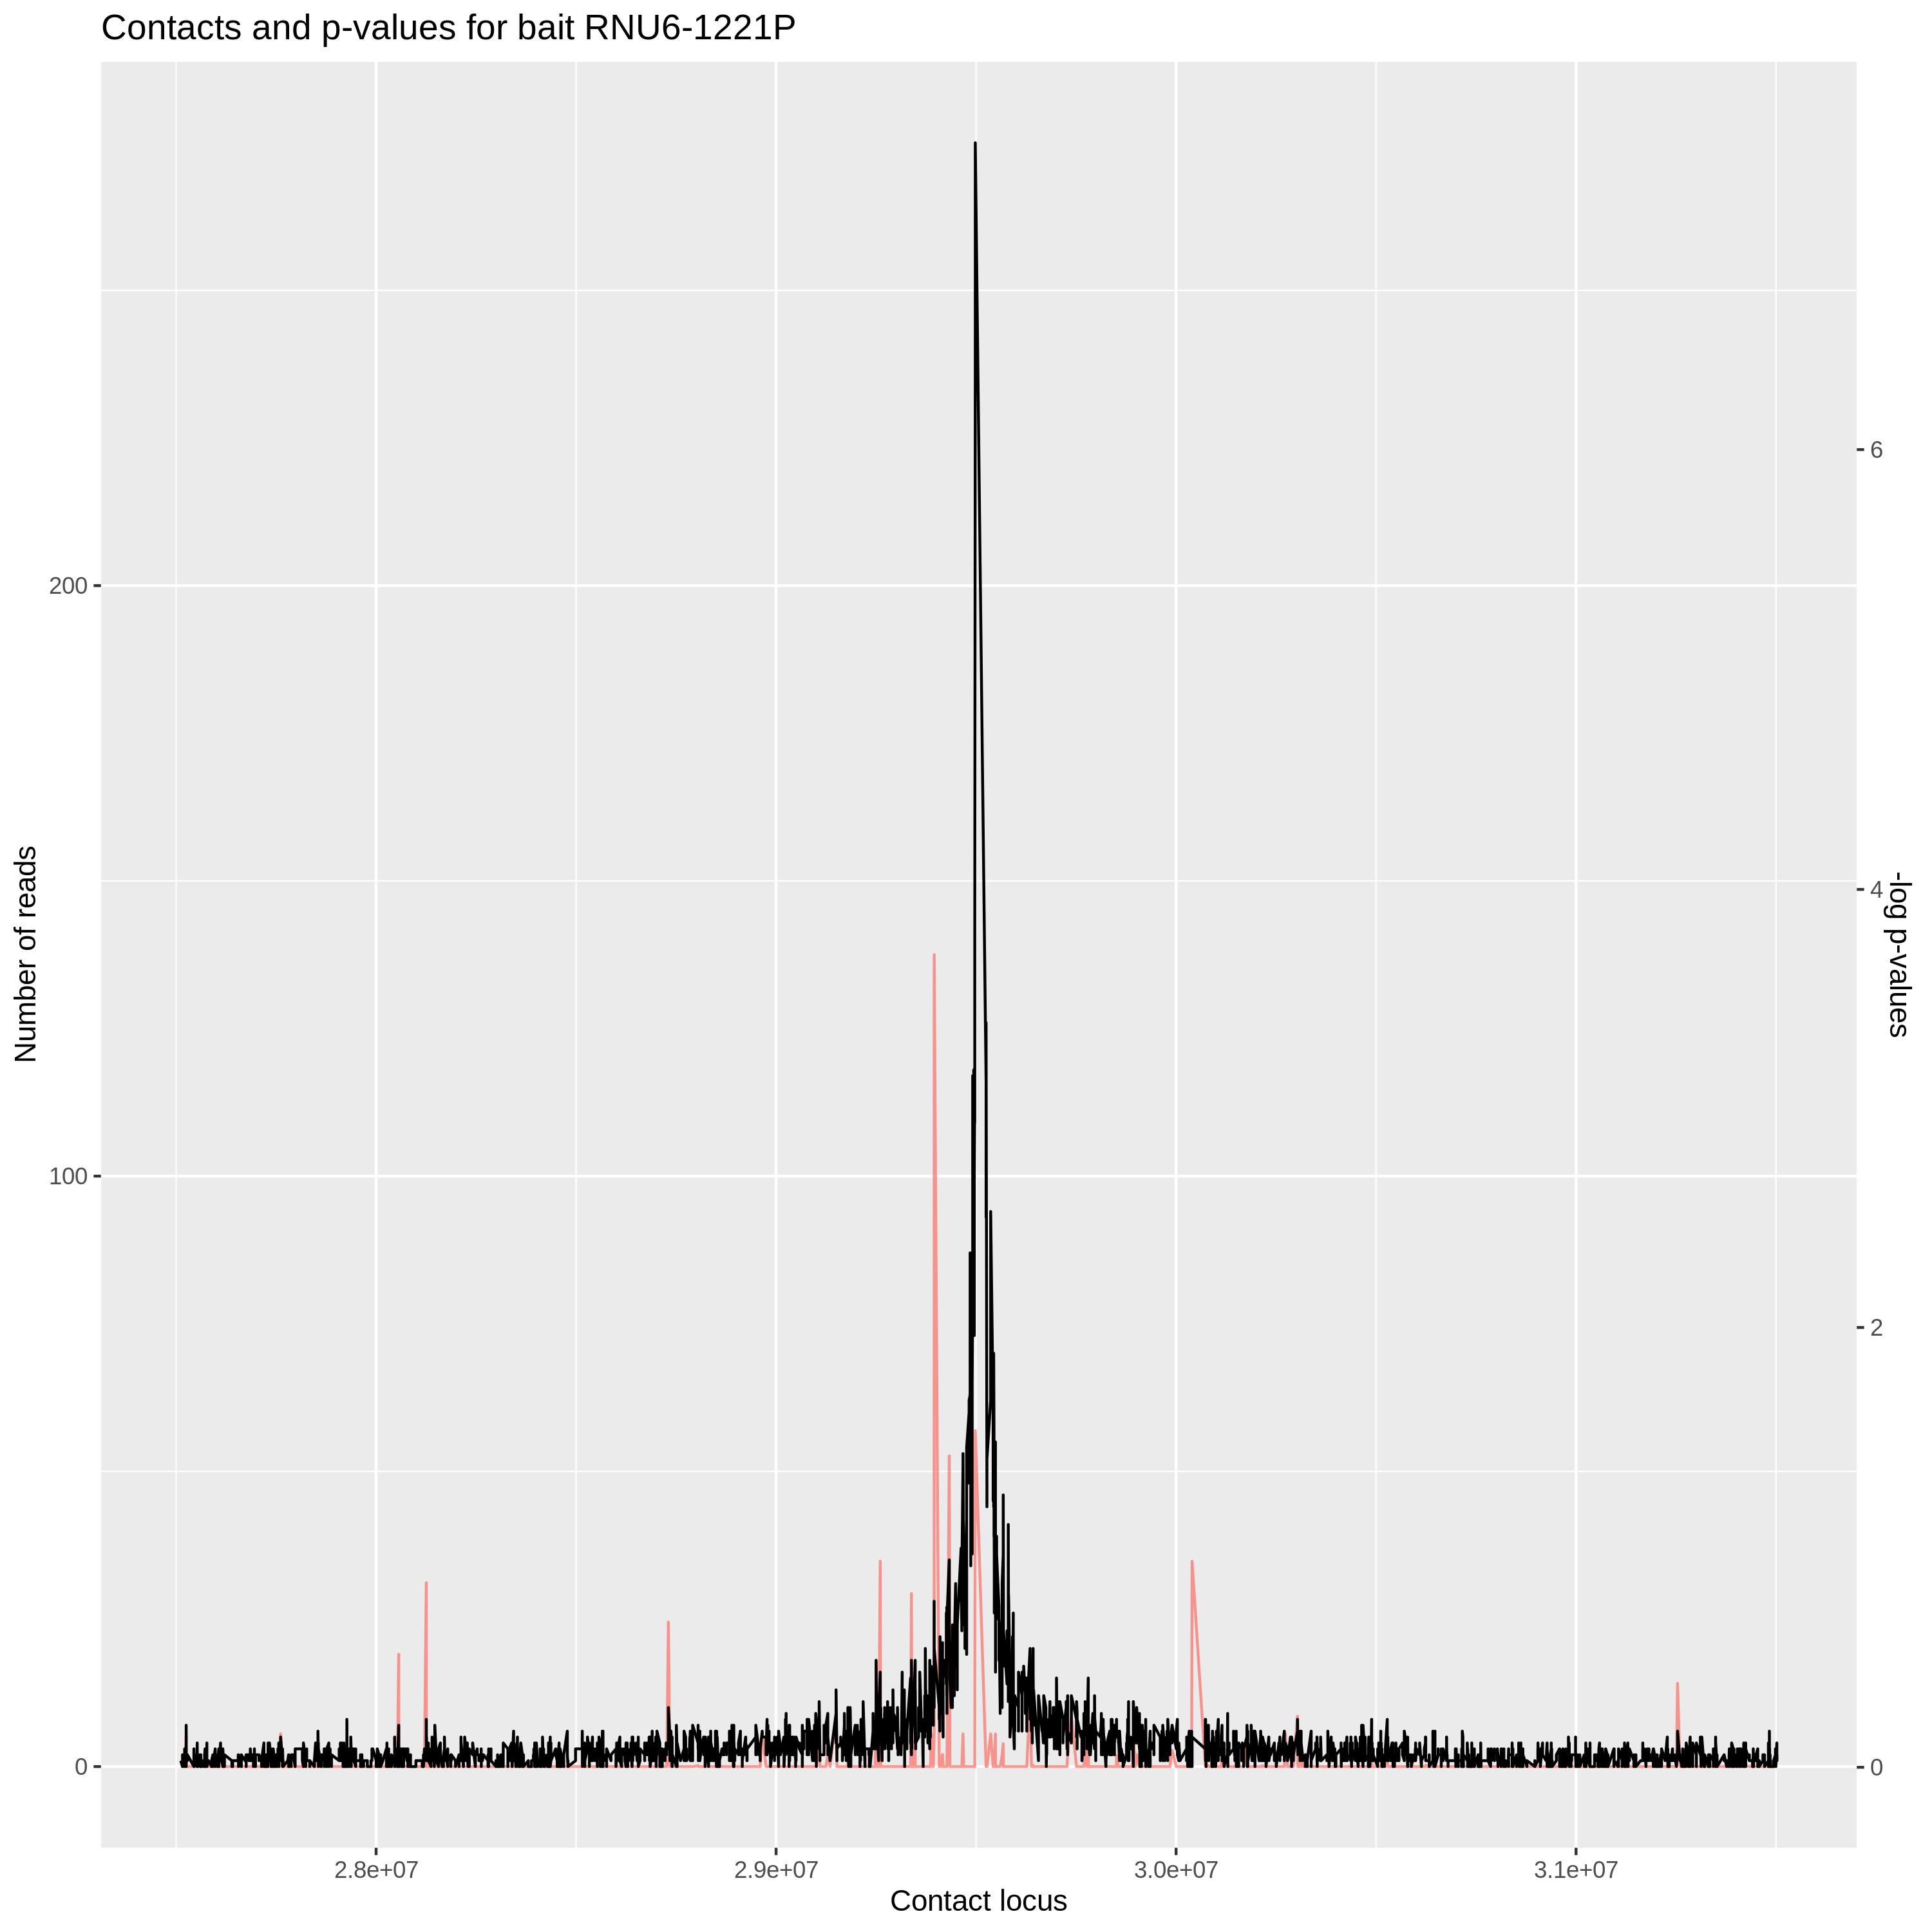 Contacts and p-values for bait RNU6-1221P
Number of reads
200
100
0
6
4
2
0
-log p-values
2.8e+07
2.9e+07
3.0e+07
3.1e+07
Contact locus